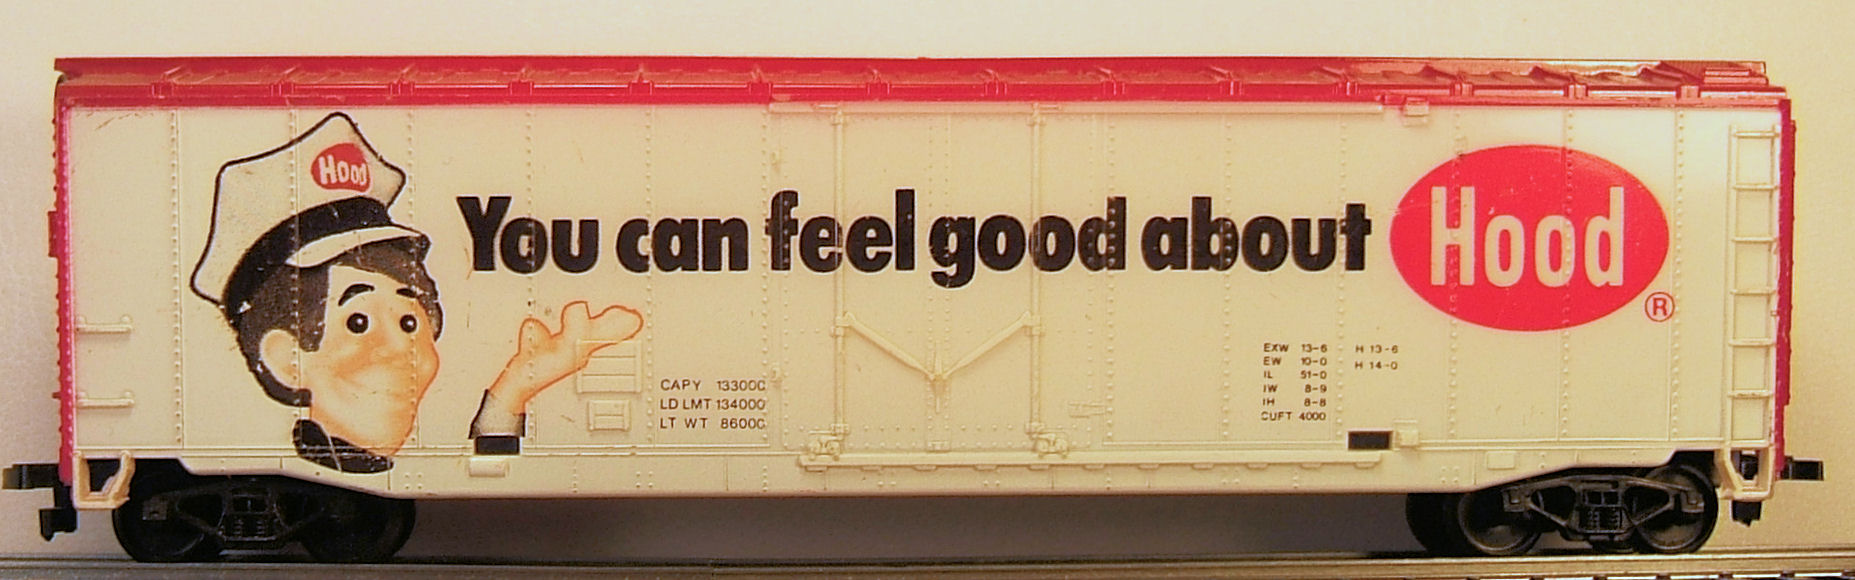 Hood
You can feel good about Hood
®
CAPY 133000
LD LMT 134000
LT WT 86000
EXW 13-6 H 13-6
EW 10-0 H 14-0
IL 51-0
IW 8-9
IH 8-8
CUFT 4000